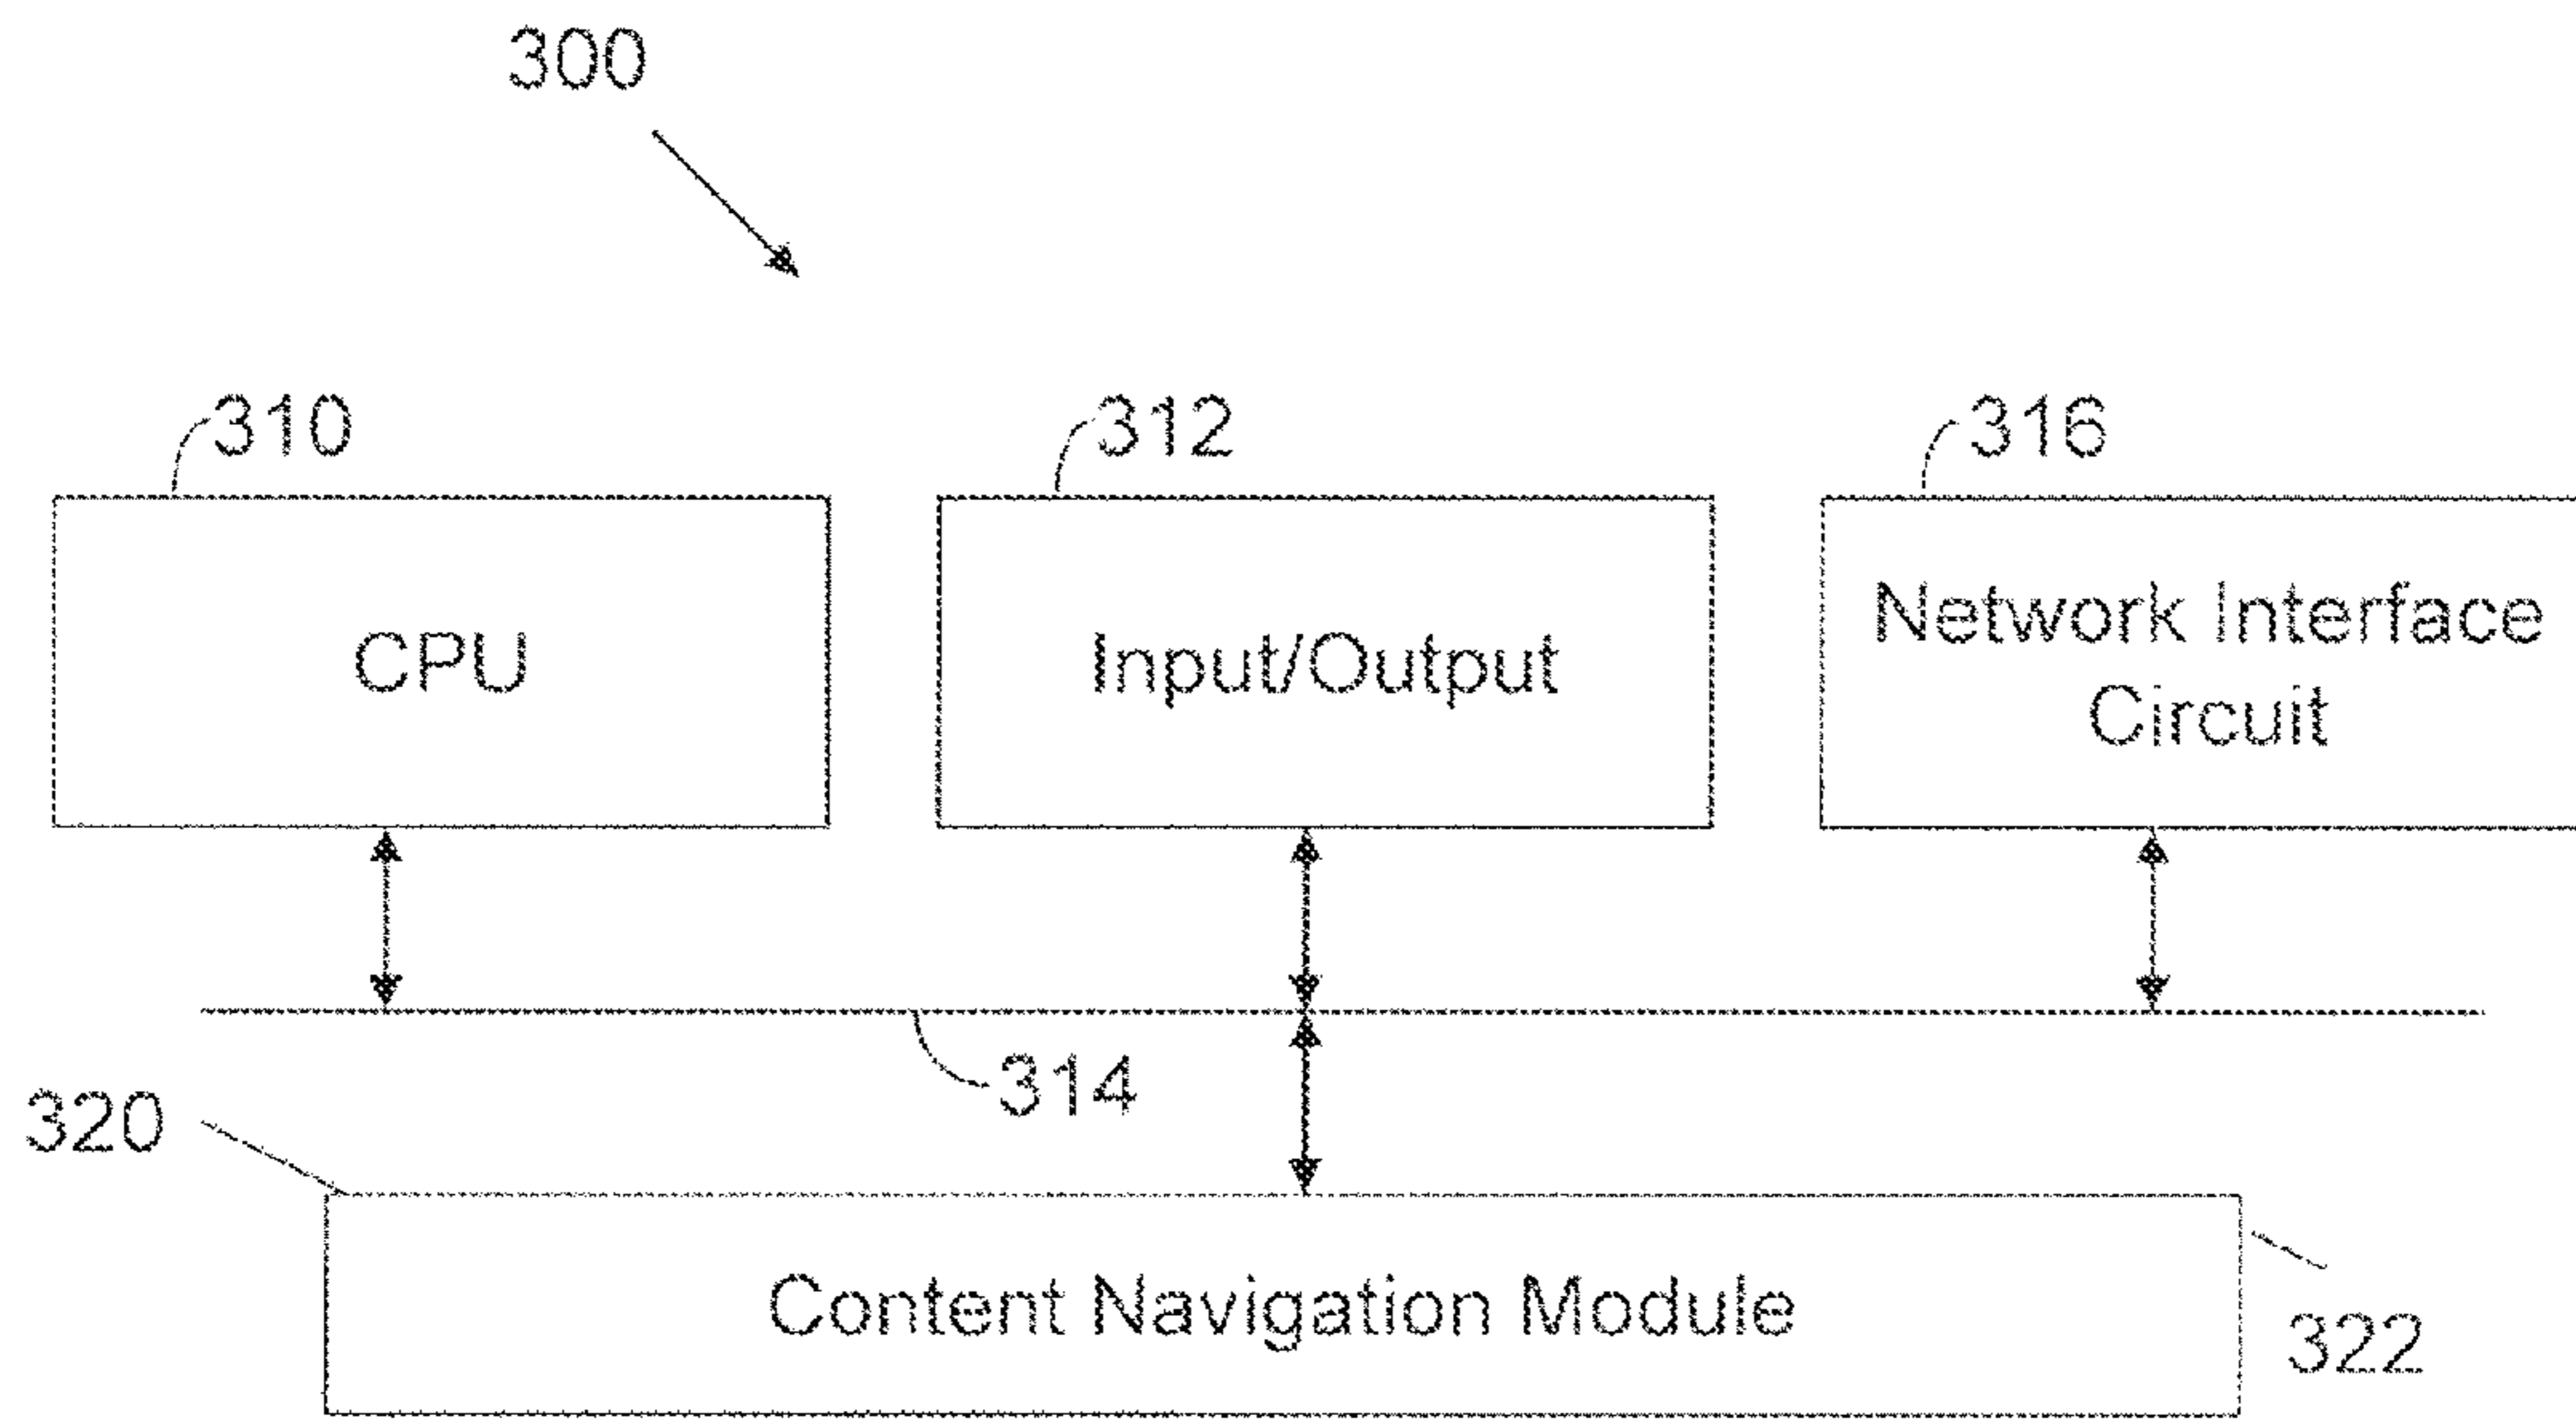 300
310
312
316
CPU
Input/Output
Network Interface
Circuit
314
320
Content Navigation Module
322